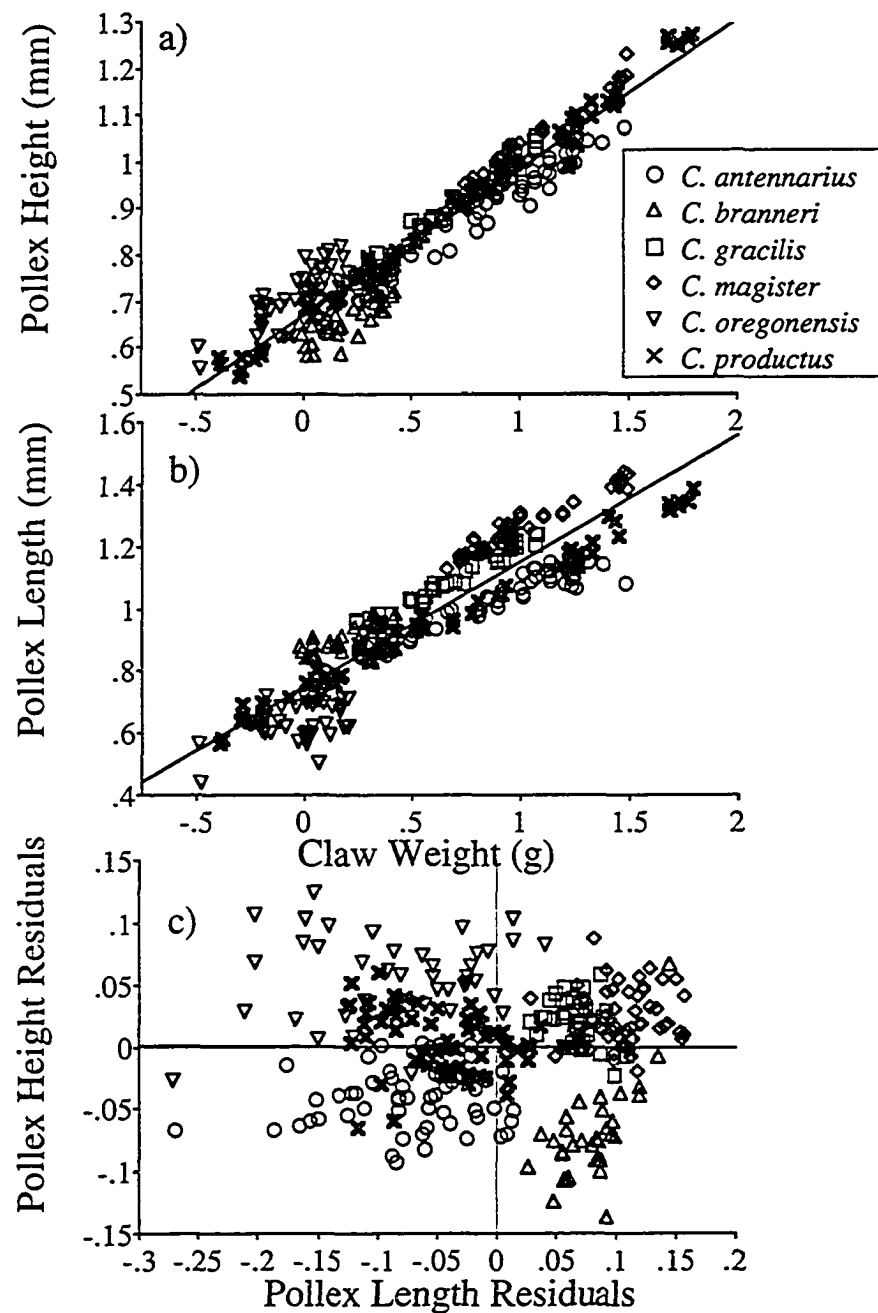 a)
Pollex Height (mm)
1.3
1.2
1.1
1
.9
.8
.7
.6
.5
-.5 0 .5 1 1.5 2
C. antennarius
C. branneri
C. gracilis
C. magister
C. oregonensis
C. productus
b)
Pollex Length (mm)
1.6
1.4
1.2
1
.8
.6
.4
-.5 0 .5 1 1.5 2
Claw Weight (g)
c)
Pollex Height Residuals
.15
.1
.05
0
-.05
-.1
-.15
-.3 -.25 -.2 -.15 -.1 -.05 0 .05 .1 .15 .2
Pollex Length Residuals